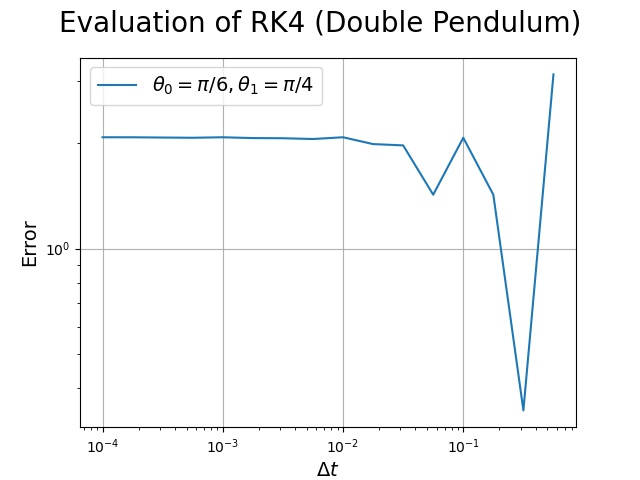 Evaluation of RK4 (Double Pendulum)
θ₀ = π/6, θ₁ = π/4
Error
10⁰
10⁻⁴ 10⁻³ 10⁻² 10⁻¹
Δt